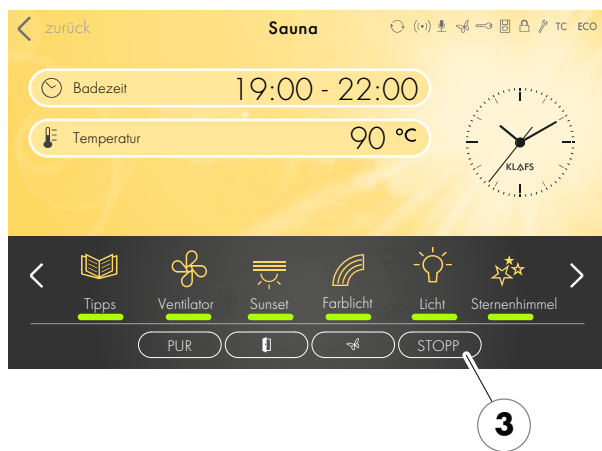 zurück Sauna TC ECO
Badezeit 19:00 - 22:00
Temperatur 90 °C
KLAFS
Tipps Ventilator Sunset Farblicht Licht Sternenhimmel
PUR STOPP
3